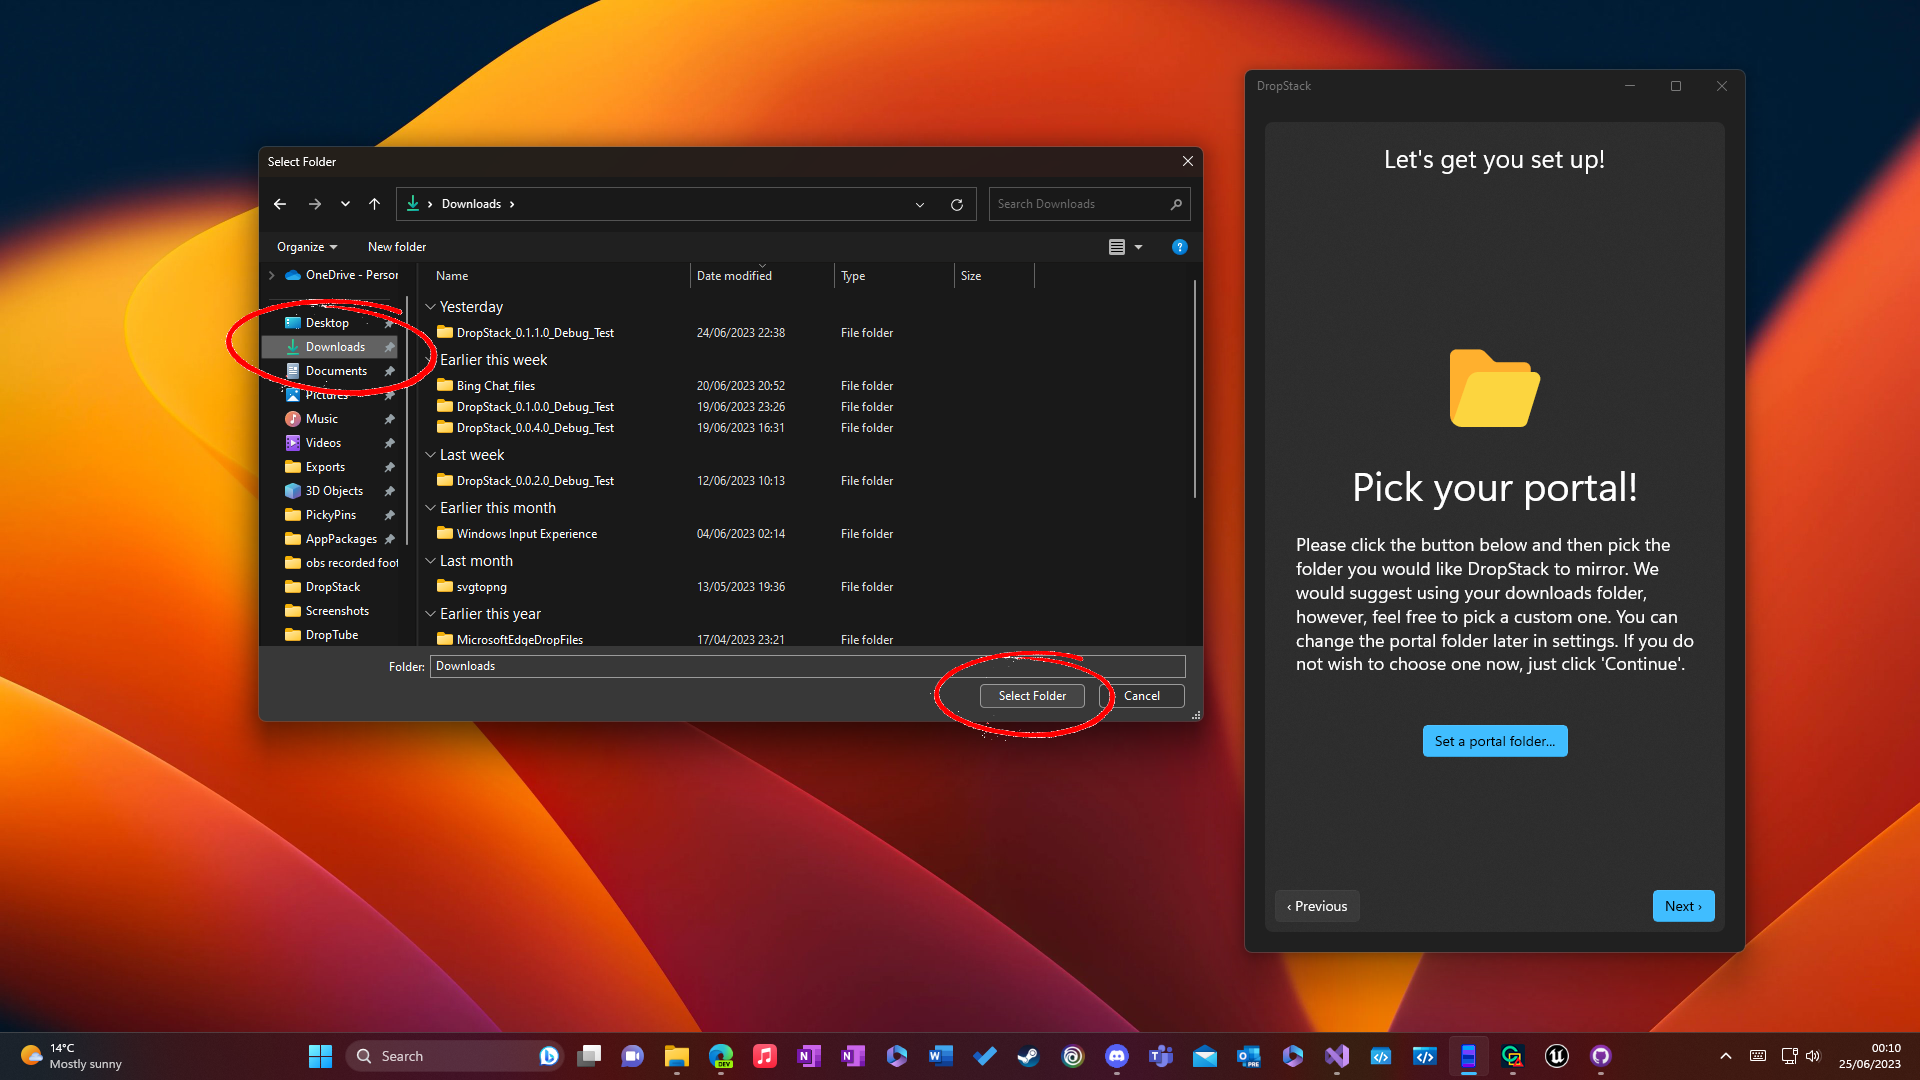 Select Folder
Downloads
Search Downloads
Organize
New folder
OneDrive - Person
Desktop
Downloads
Documents
Pictures
Music
Videos
Exports
3D Objects
PickyPins
AppPackages
obs recorded foot
DropStack
Screenshots
DropTube
Name Date modified Type Size
Yesterday
DropStack_0.1.1.0_Debug_Test 24/06/2023 22:38 File folder
Earlier this week
Bing Chat_files 20/06/2023 20:52 File folder
DropStack_0.1.0.0_Debug_Test 19/06/2023 23:26 File folder
DropStack_0.0.4.0_Debug_Test 19/06/2023 16:31 File folder
Last week
DropStack_0.0.2.0_Debug_Test 12/06/2023 10:13 File folder
Earlier this month
Windows Input Experience 04/06/2023 02:14 File folder
Last month
svgtopng 13/05/2023 19:36 File folder
Earlier this year
MicrosoftEdgeDropFiles 17/04/2023 23:21 File folder
Folder: Downloads
Select Folder
Cancel
DropStack
Let's get you set up!
Pick your portal!
Please click the button below and then pick the
folder you would like DropStack to mirror. We
would suggest using your downloads folder,
however, feel free to pick a custom one. You can
change the portal folder later in settings. If you do
not wish to choose one now, just click 'Continue'.
Set a portal folder...
‹ Previous
Next ›
14°C
Mostly sunny
Search
DEV
PRE
00:10
25/06/2023